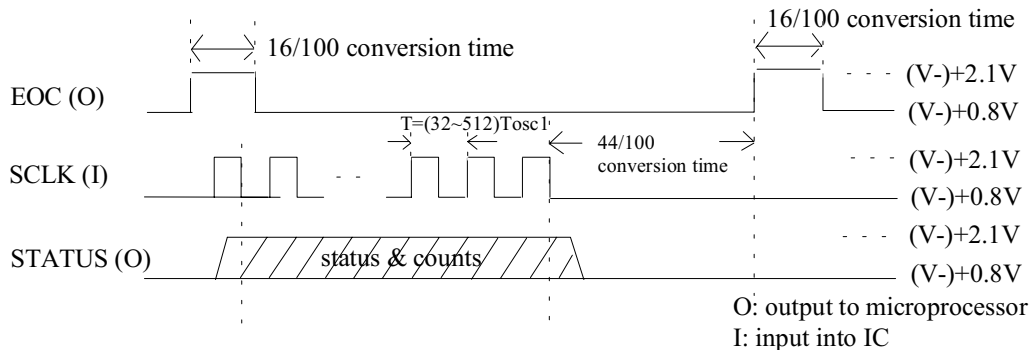 16/100 conversion time
16/100 conversion time
EOC (O)
- - - (V-)+2.1V
(V-)+0.8V
T=(32~512)Tosc1
44/100
conversion time
SCLK (I)
- -
- - - (V-)+2.1V
(V-)+0.8V
STATUS (O)
status & counts
- - - (V-)+2.1V
(V-)+0.8V
O: output to microprocessor
I: input into IC